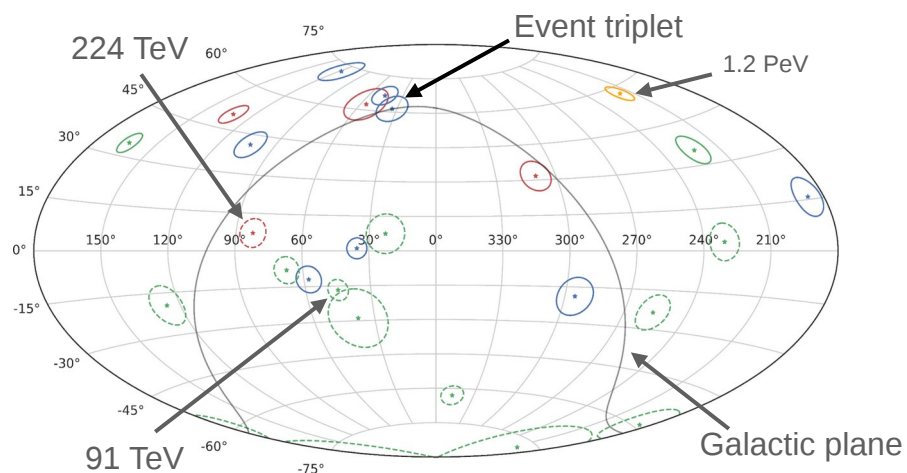 Event triplet
224 TeV
1.2 PeV
75°
60°
45°
30°
15°
0°
-15°
-30°
-45°
-60°
-75°
150° 120° 90° 60° 30° 0° 330° 300° 270° 240° 210°
91 TeV
Galactic plane